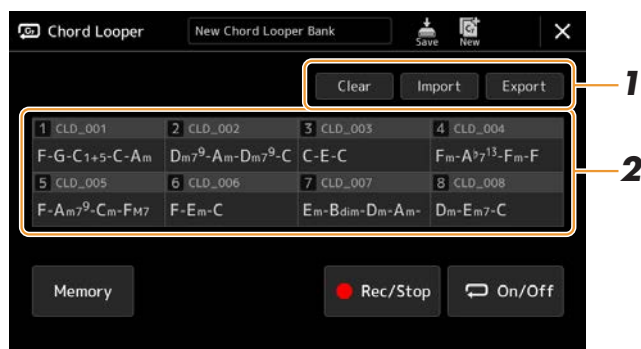 Chord Looper New Chord Looper Bank Save New
Clear Import Export 1
1 CLD_001 2 CLD_002 3 CLD_003 4 CLD_004
F-G-C1+5-C-Am Dm7⁹-Am-Dm7⁹-C C-E-C Fm-A♭7¹³-Fm-F
2
5 CLD_005 6 CLD_006 7 CLD_007 8 CLD_008
F-Am7⁹-Cm-FM7 F-Em-C Em-Bdim-Dm-Am- Dm-Em7-C
Memory Rec/Stop On/Off